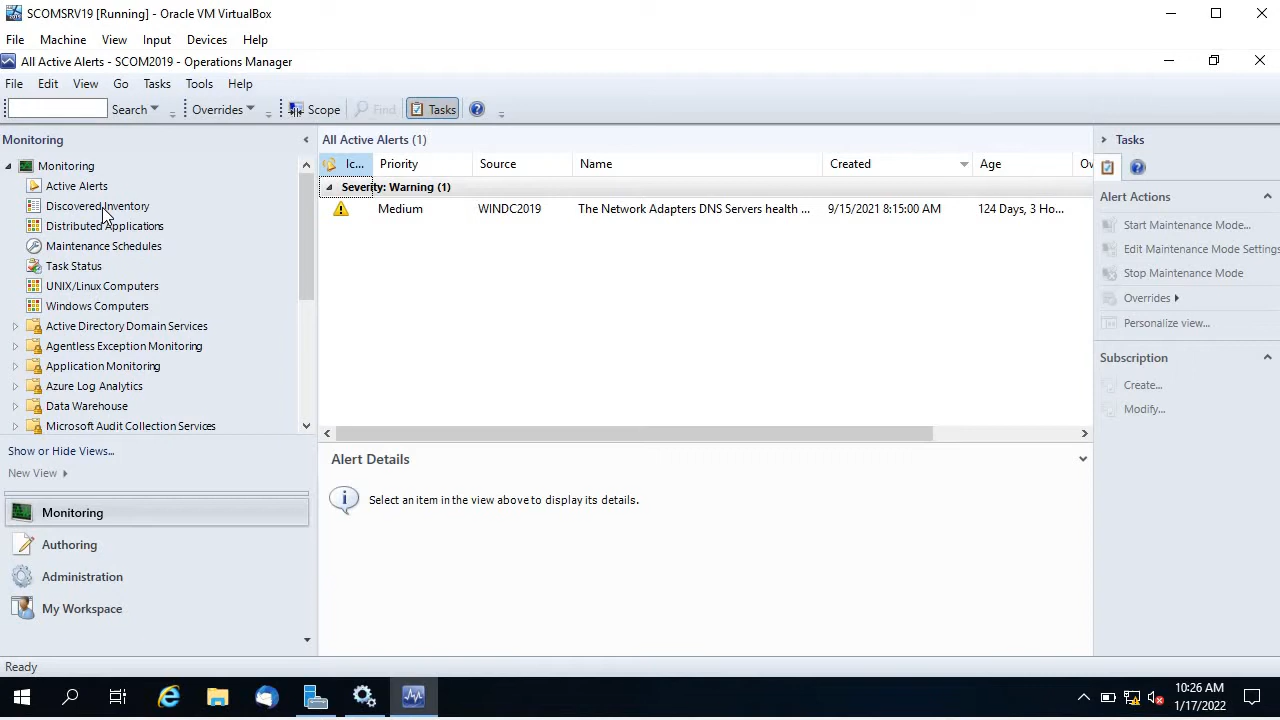 SCOMSRV19 [Running] - Oracle VM VirtualBox
File Machine View Input Devices Help
All Active Alerts - SCOM2019 - Operations Manager
File Edit View Go Tasks Tools Help
Search Overrides Scope Find Tasks
Monitoring
Monitoring
Active Alerts
Discovered Inventory
Distributed Applications
Maintenance Schedules
Task Status
UNIX/Linux Computers
Windows Computers
Active Directory Domain Services
Agentless Exception Monitoring
Application Monitoring
Azure Log Analytics
Data Warehouse
Microsoft Audit Collection Services
Show or Hide Views...
New View
Monitoring
Authoring
Administration
My Workspace
All Active Alerts (1)
Ic... Priority Source Name Created Age Ov
Severity: Warning (1)
Medium WINDC2019 The Network Adapters DNS Servers health ... 9/15/2021 8:15:00 AM 124 Days, 3 Ho...
Alert Details
Select an item in the view above to display its details.
Tasks
Alert Actions
Start Maintenance Mode...
Edit Maintenance Mode Settings
Stop Maintenance Mode
Overrides
Personalize view...
Subscription
Create...
Modify...
Ready
10:26 AM
1/17/2022